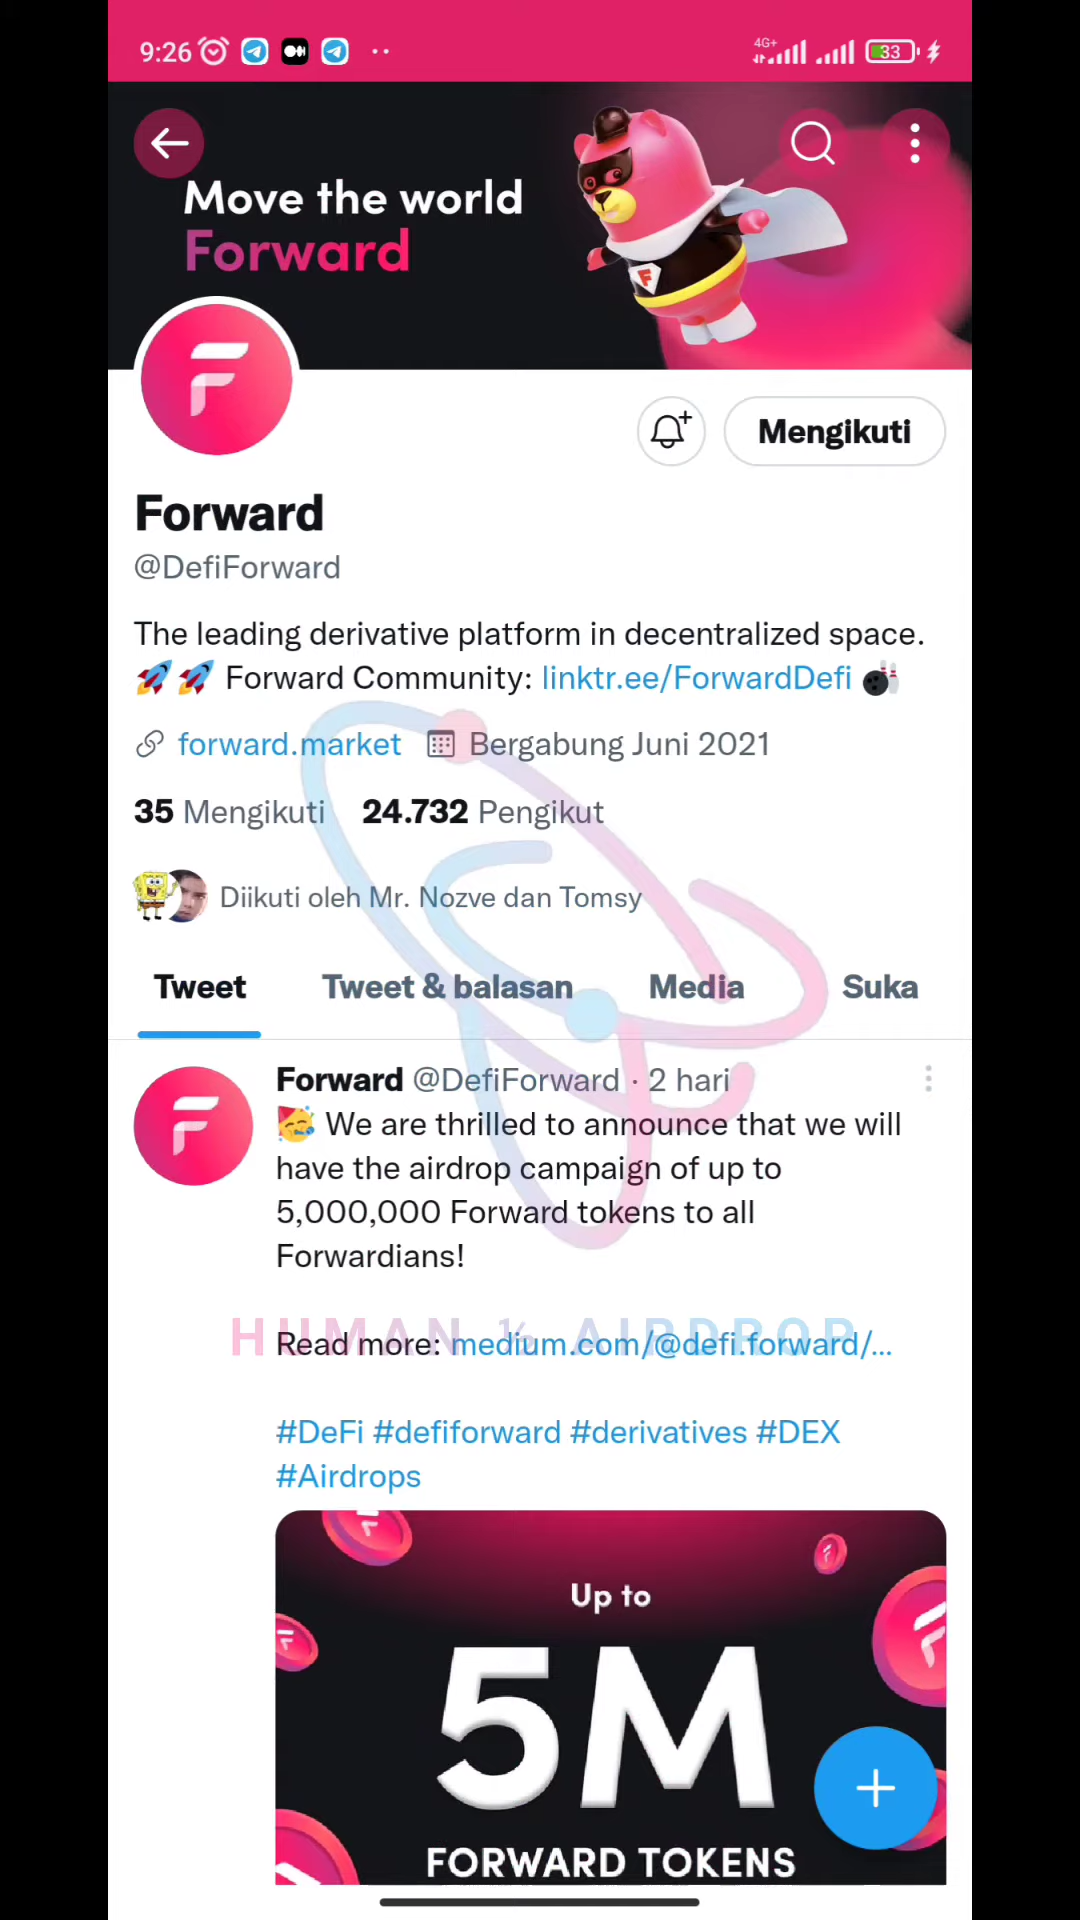 9:26
4G+
33
Move the world
Forward
Mengikuti
Forward
@DefiForward
The leading derivative platform in decentralized space.
🚀🚀 Forward Community: linktr.ee/ForwardDefi 🎳
forward.market Bergabung Juni 2021
35 Mengikuti 24.732 Pengikut
Diikuti oleh Mr. Nozve dan Tomsy
Tweet Tweet & balasan Media Suka
Forward @DefiForward · 2 hari
🥳 We are thrilled to announce that we will
have the airdrop campaign of up to
5,000,000 Forward tokens to all
Forwardians!
HUMAN 16 AIRDROP
Read more: medium.com/@defi.forward/...
#DeFi #defiforward #derivatives #DEX
#Airdrops
Up to
5M
FORWARD TOKENS